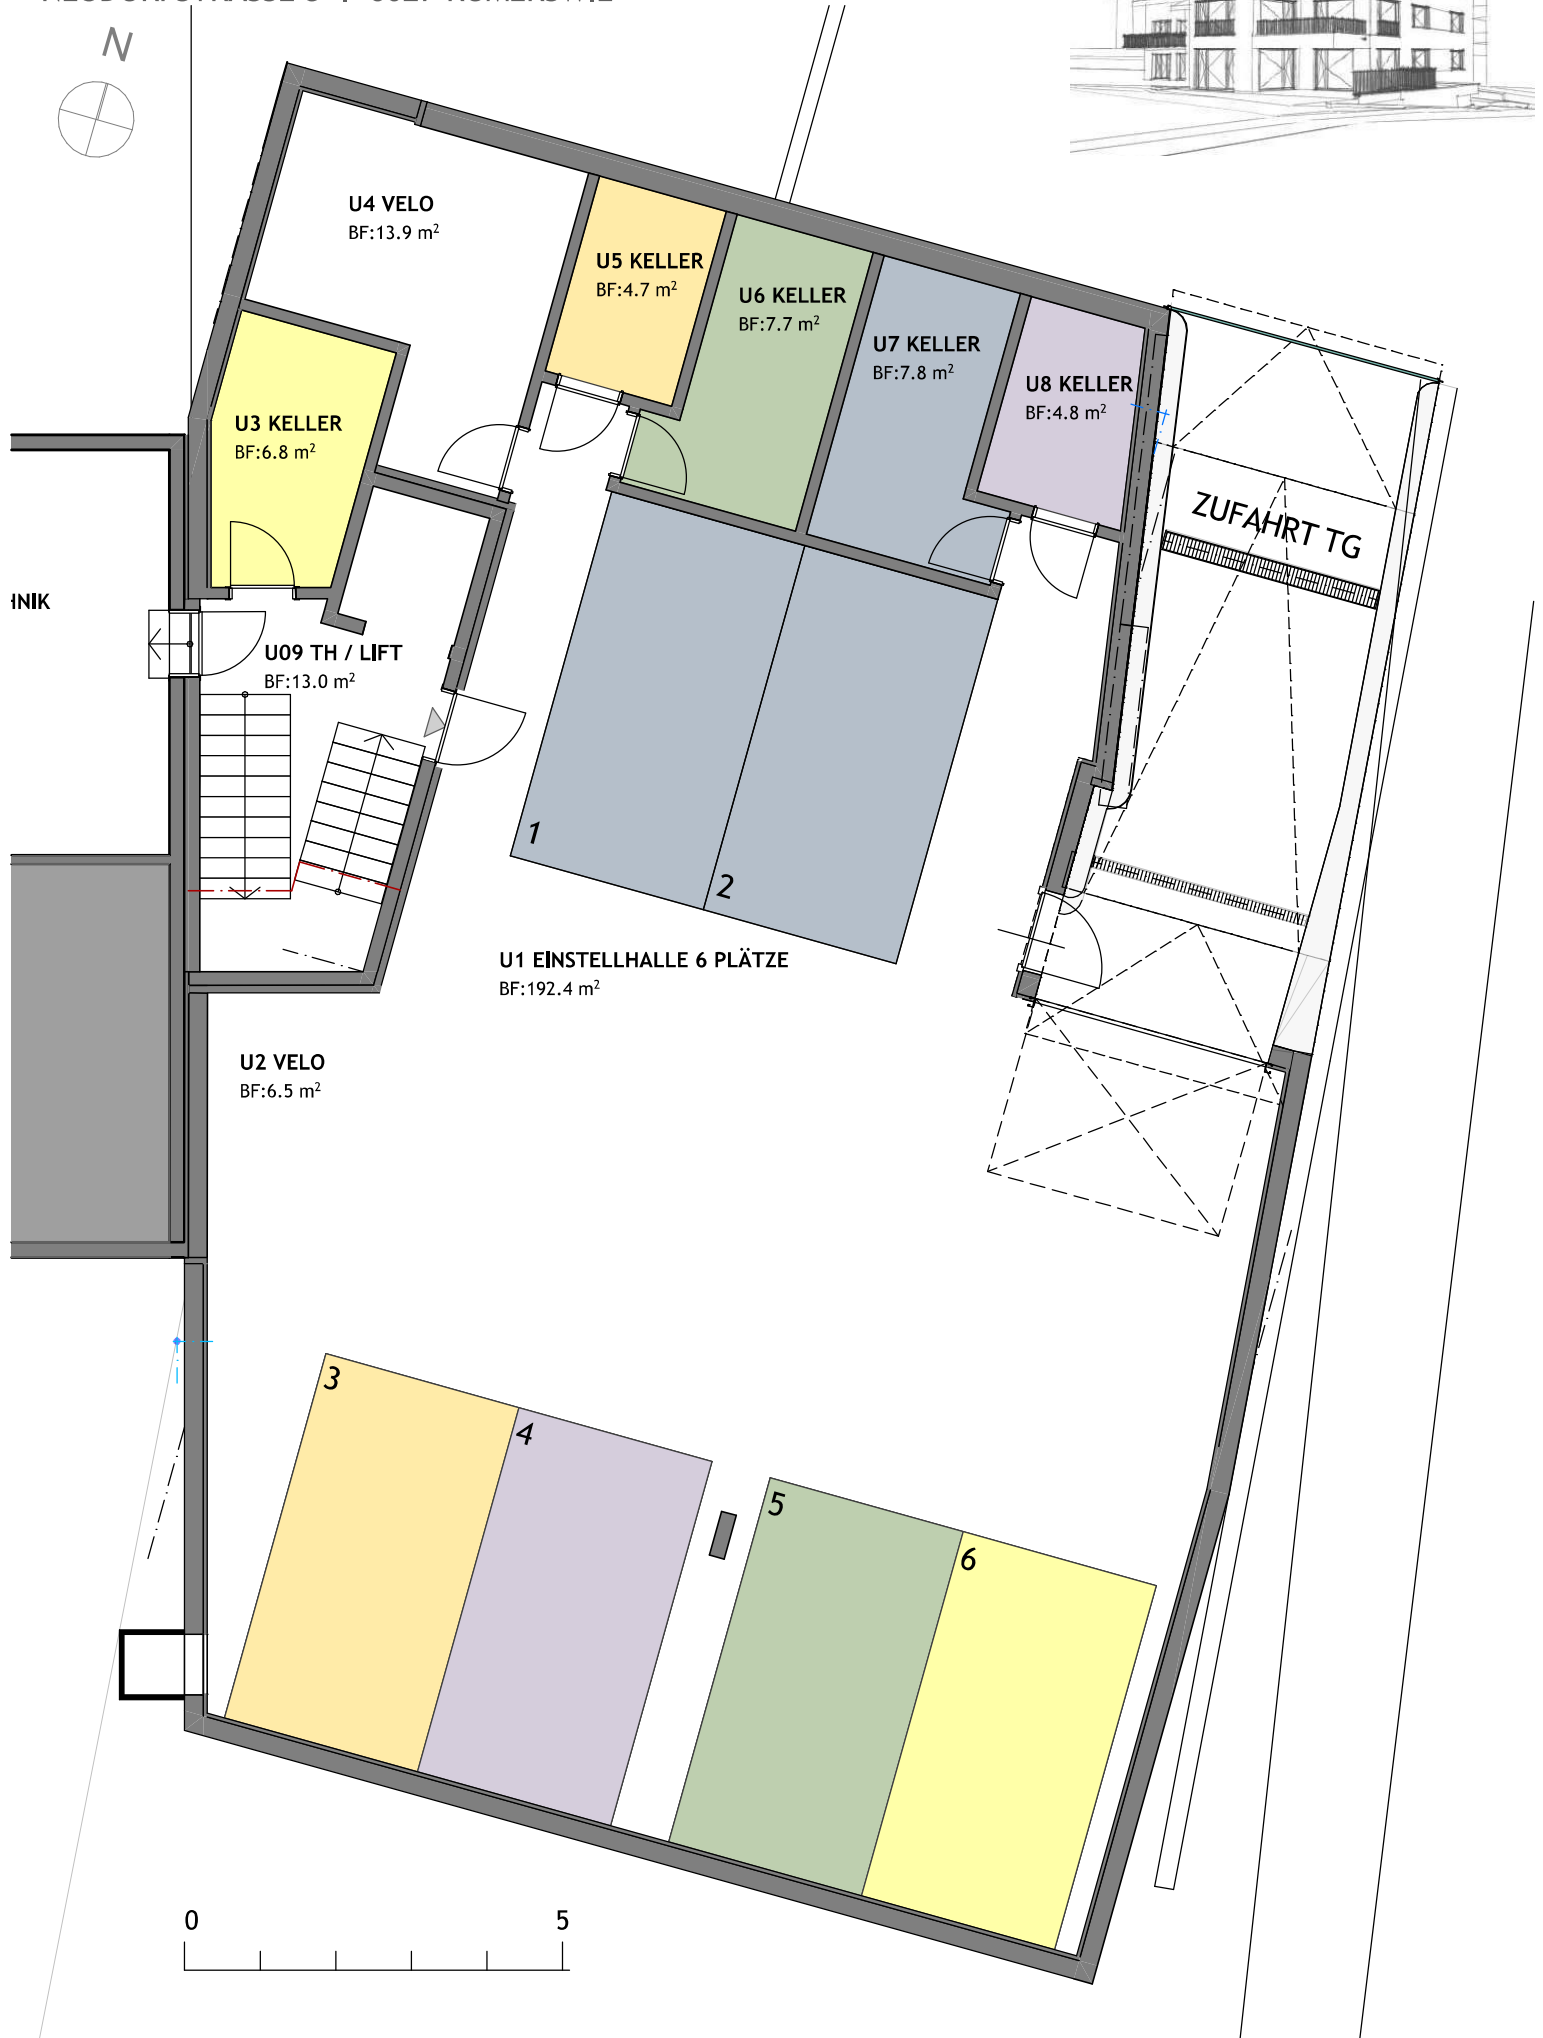 N
U4 VELO
BF:13.9 m²
U5 KELLER
BF:4.7 m²
U6 KELLER
BF:7.7 m²
U7 KELLER
BF:7.8 m²
U8 KELLER
BF:4.8 m²
U3 KELLER
BF:6.8 m²
ZUFAHRT TG
HNIK
U09 TH / LIFT
BF:13.0 m²
1
2
U1 EINSTELLHALLE 6 PLÄTZE
BF:192.4 m²
U2 VELO
BF:6.5 m²
3
4
5
6
0 5